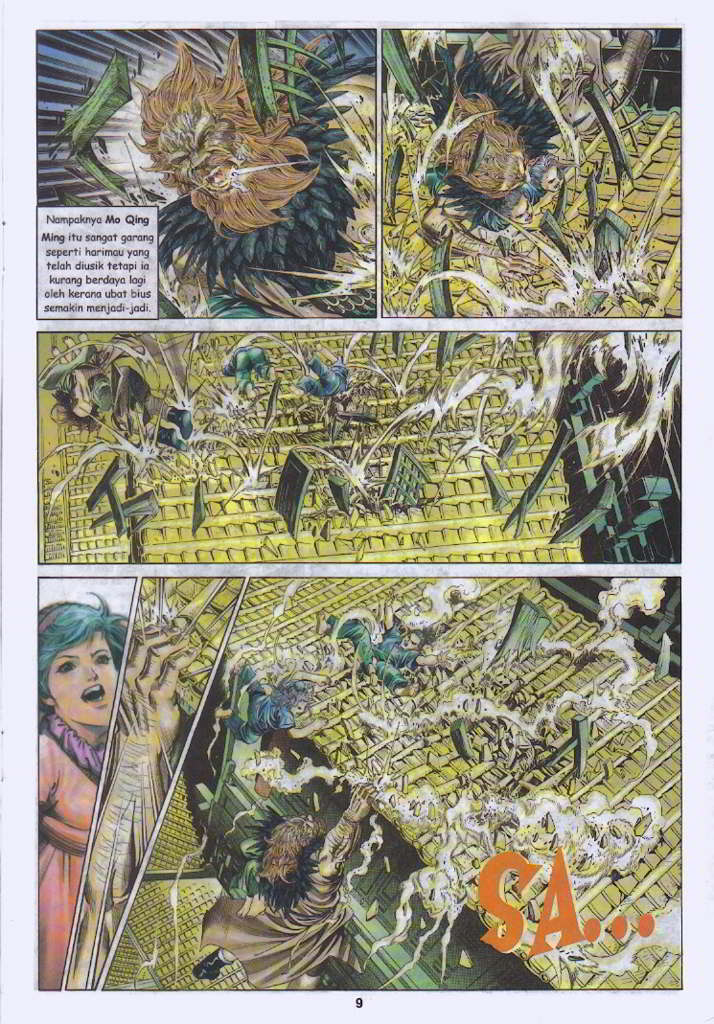 Nampaknya Mo Qing
Ming itu sangat garang
seperti harimau yang
telah diusik tetapi ia
kurang berdaya lagi
oleh kerana ubat bius
semakin menjadi-jadi.
SA...
9